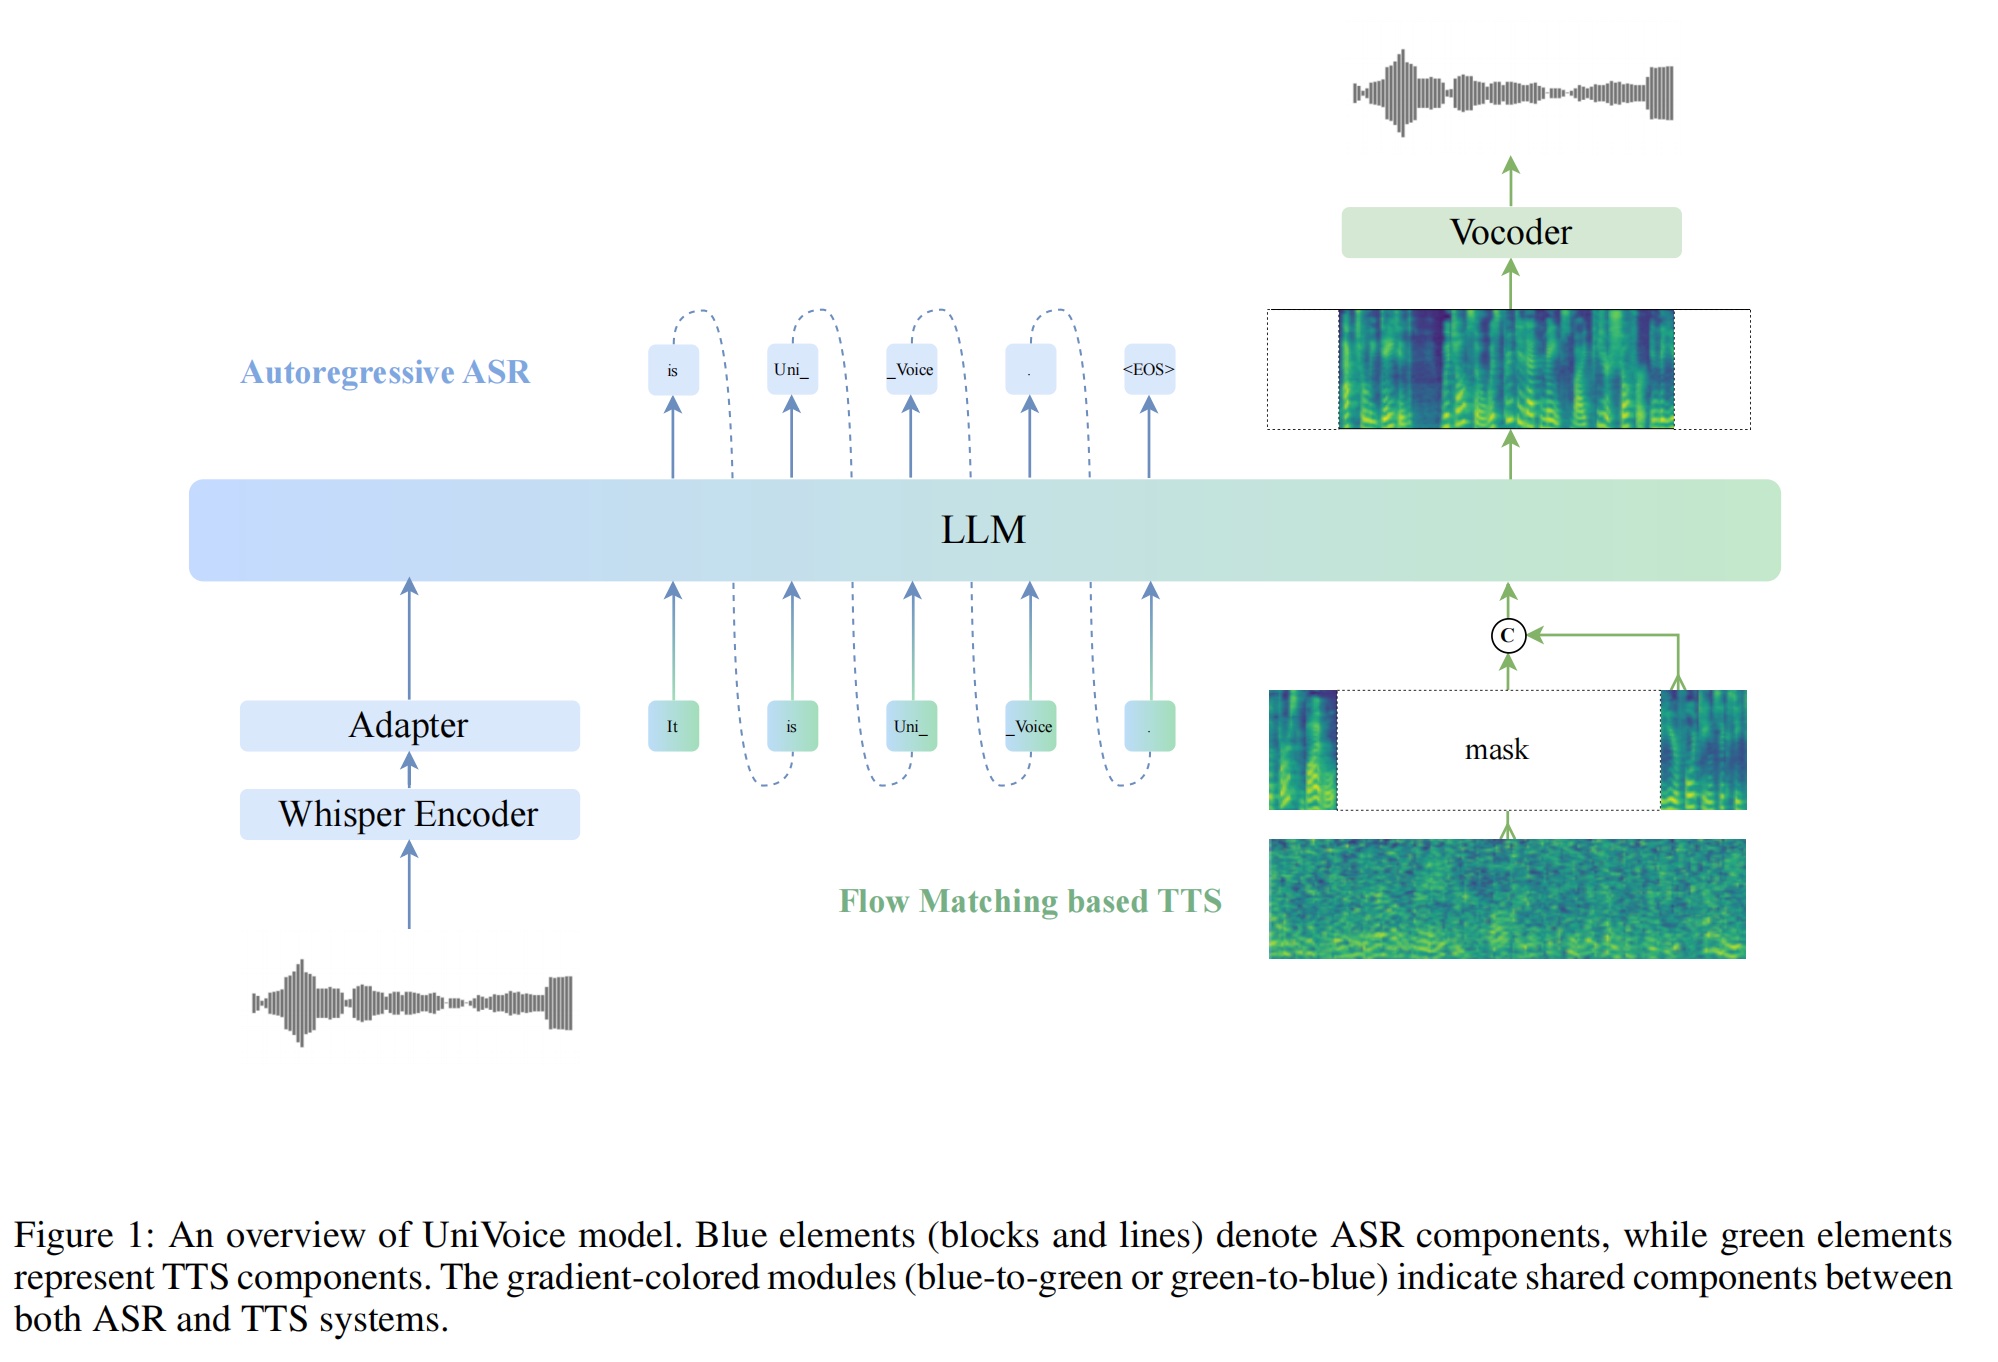 Vocoder
Autoregressive ASR
is
Uni_
_Voice
.
<EOS>
LLM
C
Adapter
It
is
Uni_
_Voice
.
mask
Whisper Encoder
Flow Matching based TTS
Figure 1: An overview of UniVoice model. Blue elements (blocks and lines) denote ASR components, while green elements
represent TTS components. The gradient-colored modules (blue-to-green or green-to-blue) indicate shared components between
both ASR and TTS systems.